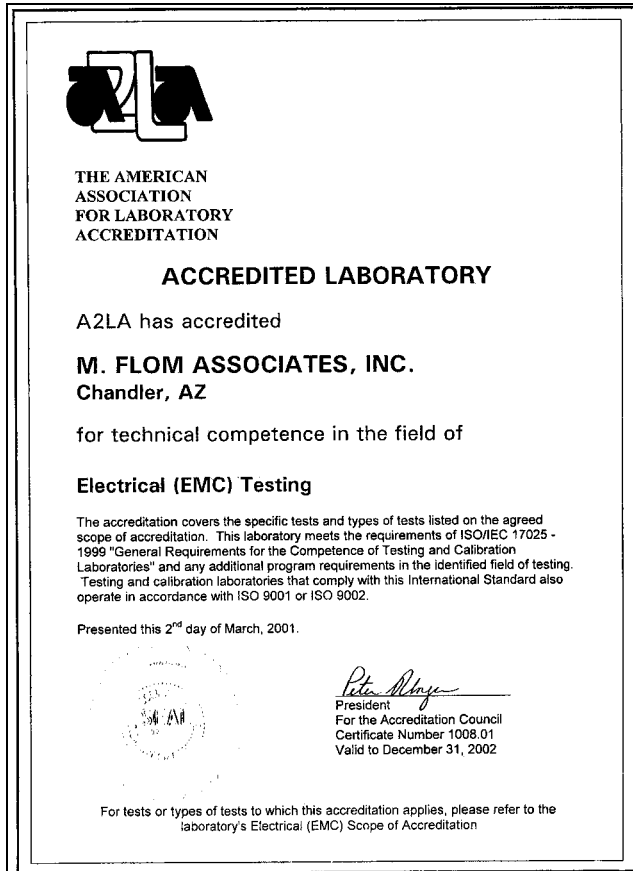 A2LA
THE AMERICAN
ASSOCIATION
FOR LABORATORY
ACCREDITATION
ACCREDITED LABORATORY
A2LA has accredited
M. FLOM ASSOCIATES, INC.
Chandler, AZ
for technical competence in the field of
Electrical (EMC) Testing
The accreditation covers the specific tests and types of tests listed on the agreed
scope of accreditation. This laboratory meets the requirements of ISO/IEC 17025 -
1999 "General Requirements for the Competence of Testing and Calibration
Laboratories" and any additional program requirements in the identified field of testing.
Testing and calibration laboratories that comply with this International Standard also
operate in accordance with ISO 9001 or ISO 9002.
Presented this 2nd day of March, 2001.
SEAL
President
For the Accreditation Council
Certificate Number 1008.01
Valid to December 31, 2002
For tests or types of tests to which this accreditation applies, please refer to the
laboratory's Electrical (EMC) Scope of Accreditation